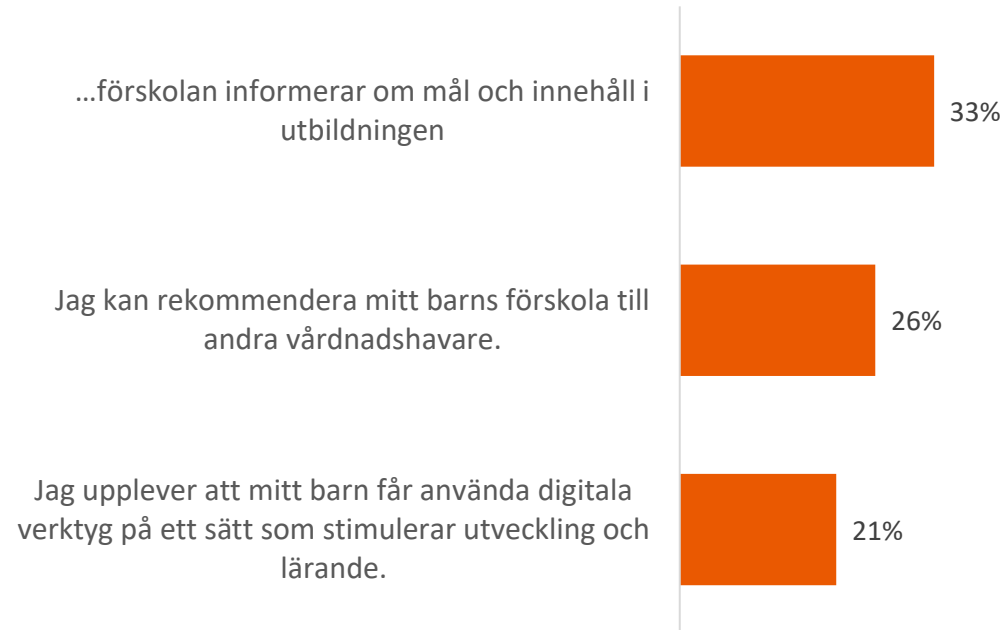 ...förskolan informerar om mål och innehåll i
utbildningen
33%
Jag kan rekommendera mitt barns förskola till
andra vårdnadshavare.
26%
Jag upplever att mitt barn får använda digitala
verktyg på ett sätt som stimulerar utveckling och
lärande.
21%